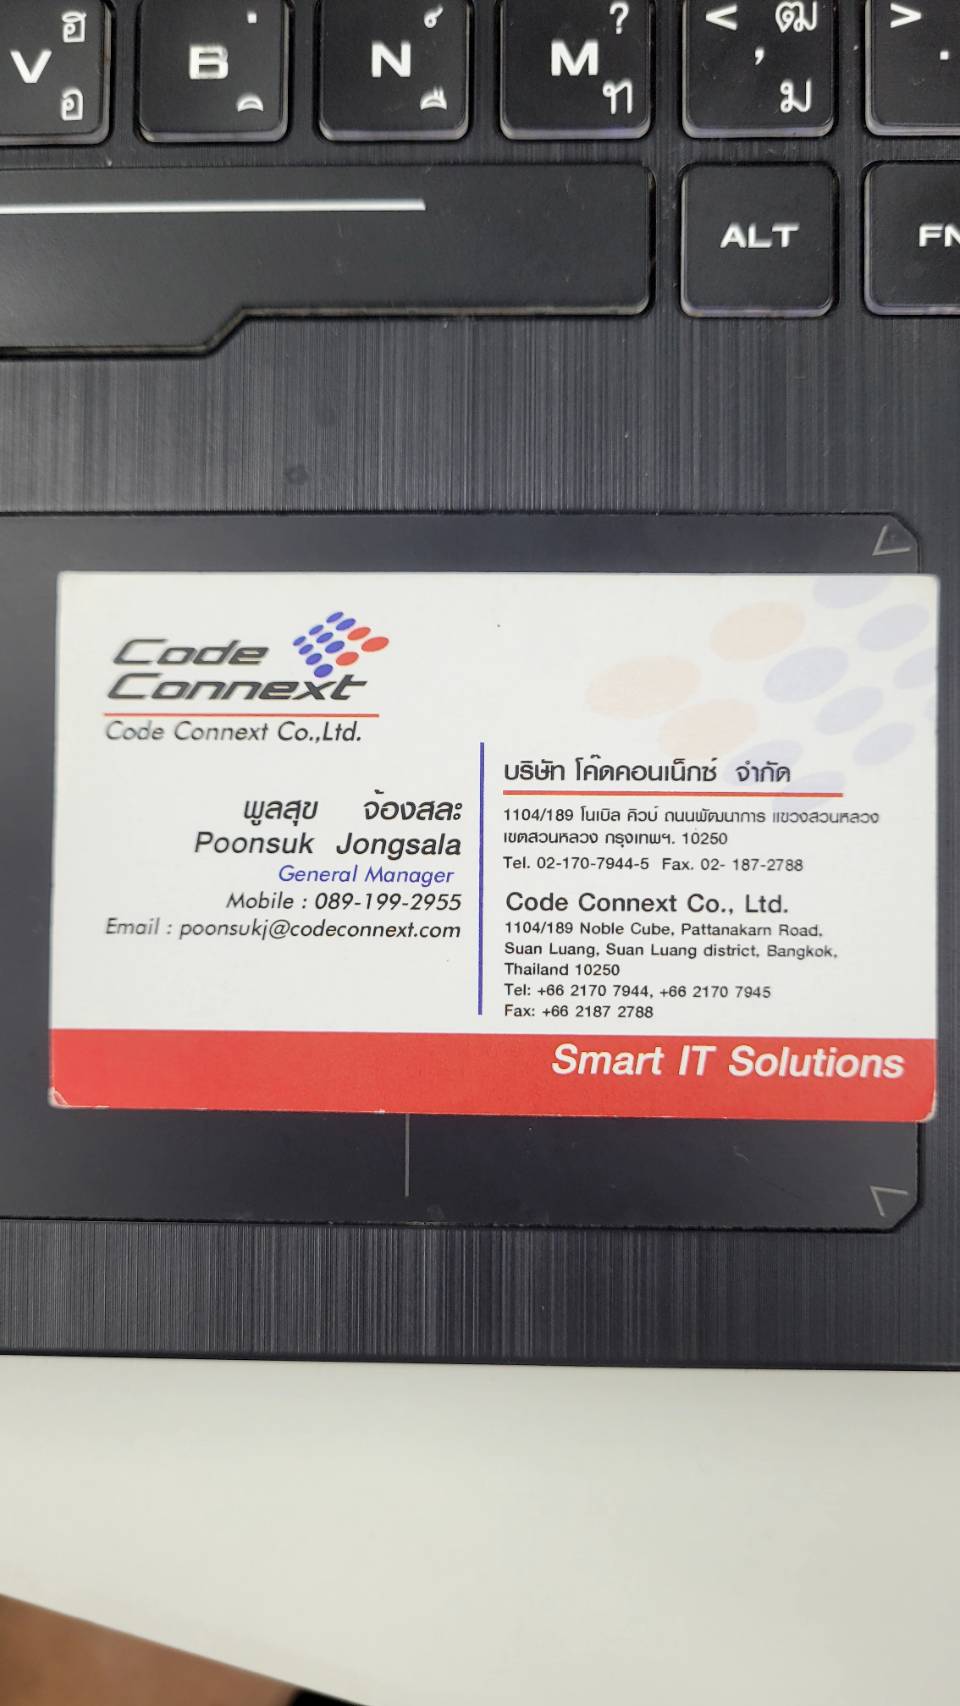 V ฮ อ
B ฺ ิ
N ์ ื
M ? ท
< ฒ , ม
> .
ALT
FN
Code
Connext
Code Connext Co.,Ltd.
พูลสุข จ้องสละ
Poonsuk Jongsala
General Manager
Mobile : 089-199-2955
Email : poonsukj@codeconnext.com
บริษัท โค๊ดคอนเน็กซ์ จำกัด
1104/189 โนเบิล คิวบ์ ถนนพัฒนาการ แขวงสวนหลวง
เขตสวนหลวง กรุงเทพฯ. 10250
Tel. 02-170-7944-5 Fax. 02- 187-2788
Code Connext Co., Ltd.
1104/189 Noble Cube, Pattanakarn Road,
Suan Luang, Suan Luang district, Bangkok,
Thailand 10250
Tel: +66 2170 7944, +66 2170 7945
Fax: +66 2187 2788
Smart IT Solutions